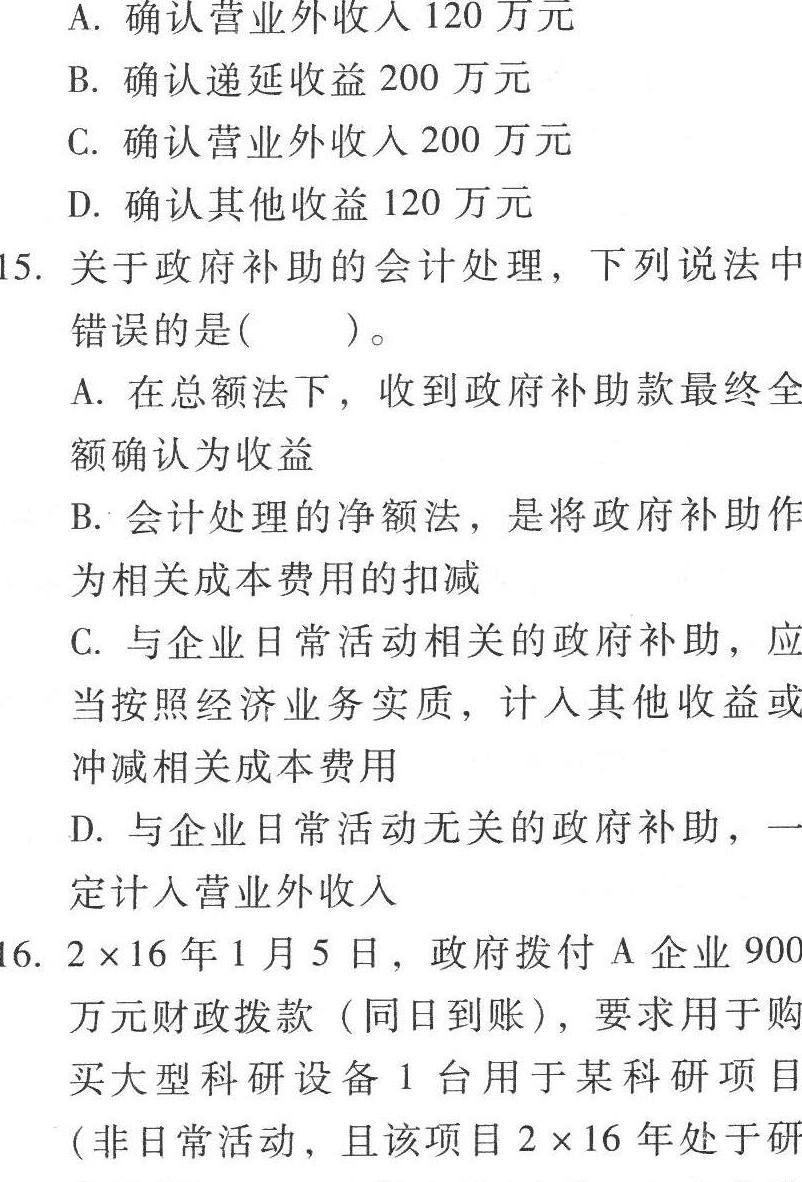 A. 确认营业外收入 120 万元
B. 确认递延收益 200 万元
C. 确认营业外收入 200 万元
D. 确认其他收益 120 万元
15. 关于政府补助的会计处理，下列说法中
错误的是(　　)。
A. 在总额法下，收到政府补助款最终全
额确认为收益
B. 会计处理的净额法，是将政府补助作
为相关成本费用的扣减
C. 与企业日常活动相关的政府补助，应
当按照经济业务实质，计入其他收益或
冲减相关成本费用
D. 与企业日常活动无关的政府补助，一
定计入营业外收入
16. 2×16 年 1 月 5 日，政府拨付 A 企业 900
万元财政拨款（同日到账），要求用于购
买大型科研设备 1 台用于某科研项目
(非日常活动，且该项目 2×16 年处于研